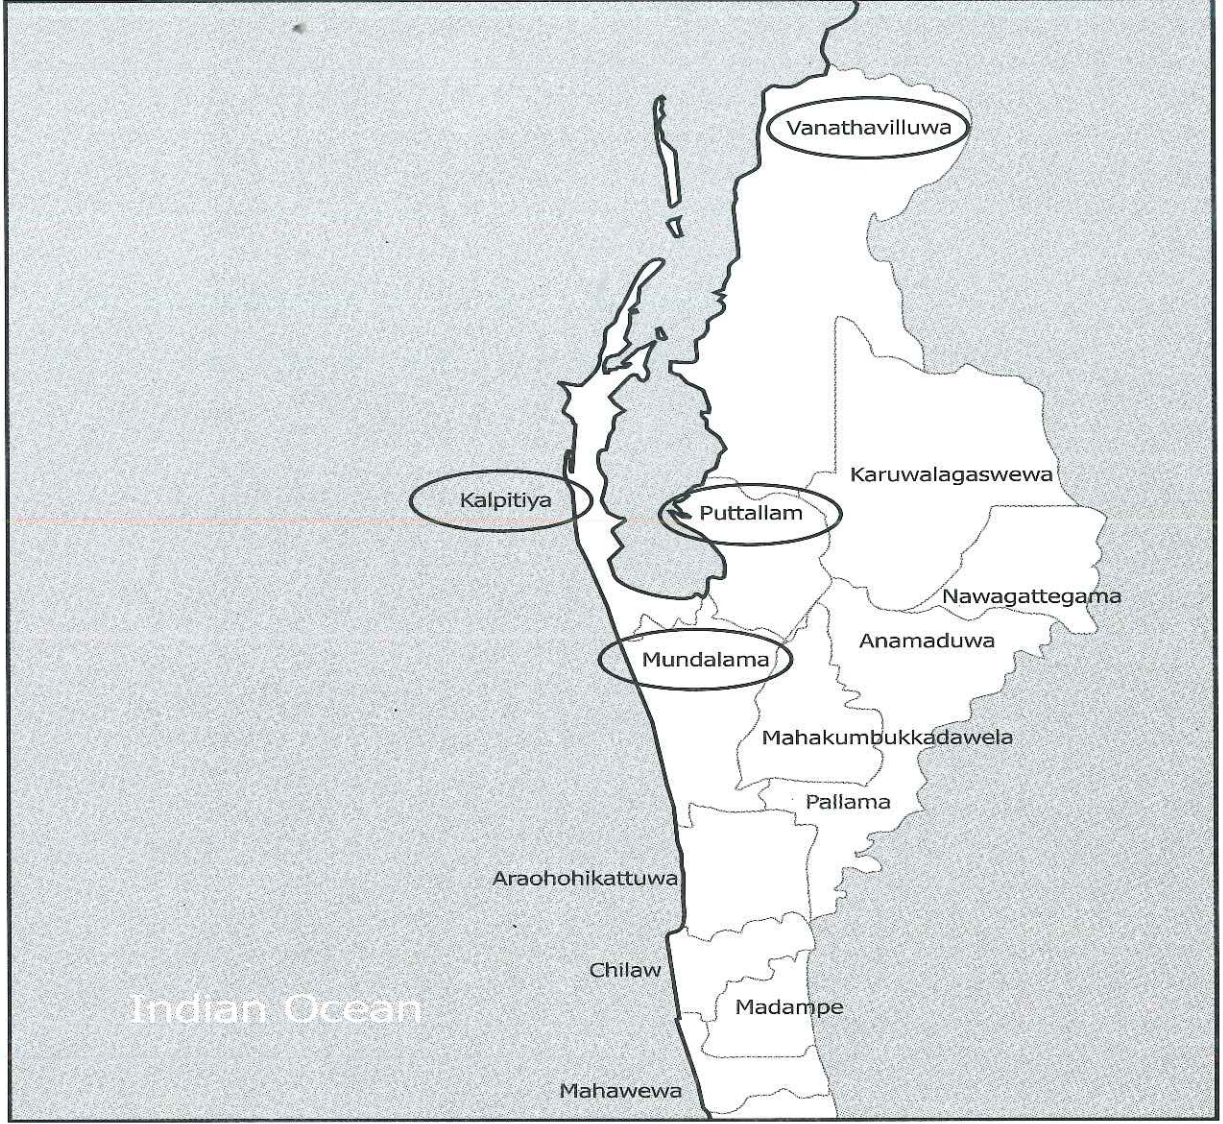 Vanathavilluwa
Karuwalagaswewa
Kalpitiya
Puttallam
Nawagattegama
Anamaduwa
Mundalama
Mahakumbukkadawela
Pallama
Araohohikattuwa
Chilaw
Indian Ocean
Madampe
Mahawewa